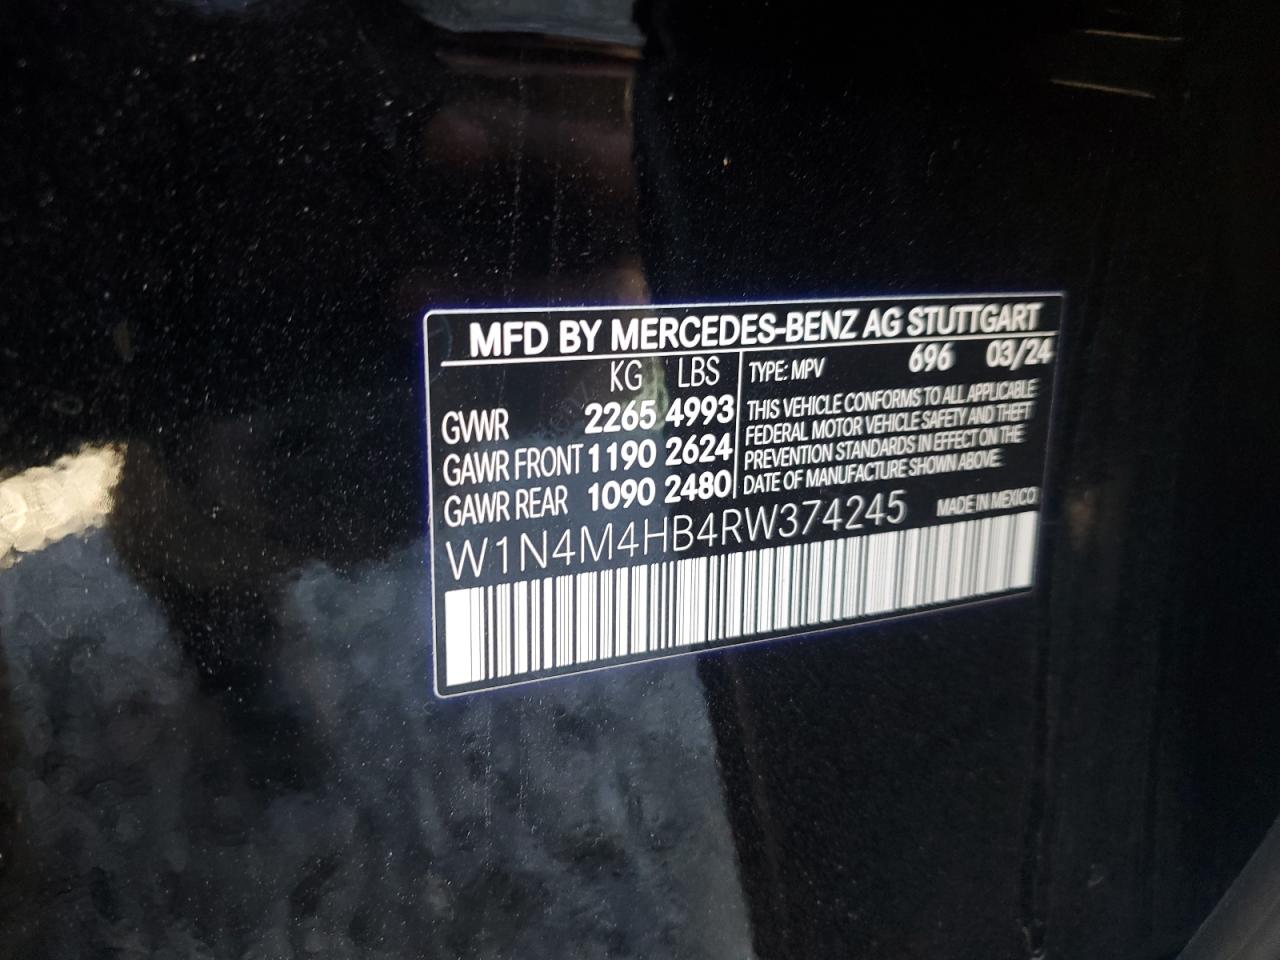 MFD BY MERCEDES-BENZ AG STUTTGART
KG LBS
GVWR 2265 4993
GAWR FRONT 1190 2624
GAWR REAR 1090 2480
TYPE: MPV 696 03/24
THIS VEHICLE CONFORMS TO ALL APPLICABLE
FEDERAL MOTOR VEHICLE SAFETY AND THEFT
PREVENTION STANDARDS IN EFFECT ON THE
DATE OF MANUFACTURE SHOWN ABOVE.
W1N4M4HB4RW374245 MADE IN MEXICO